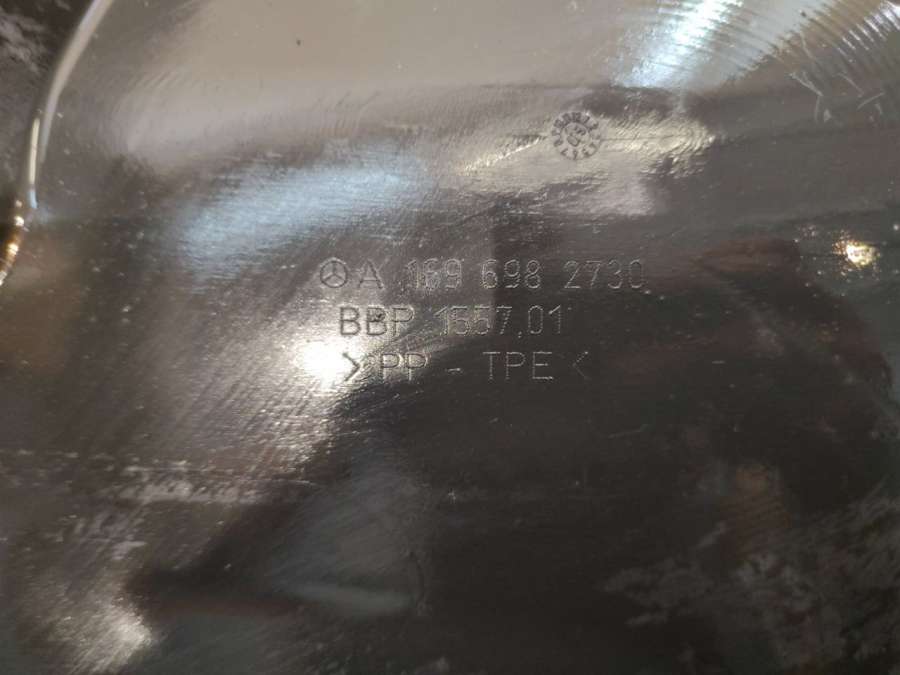 A 169 698 2730
BBP 1557,01
>PP - TPE<